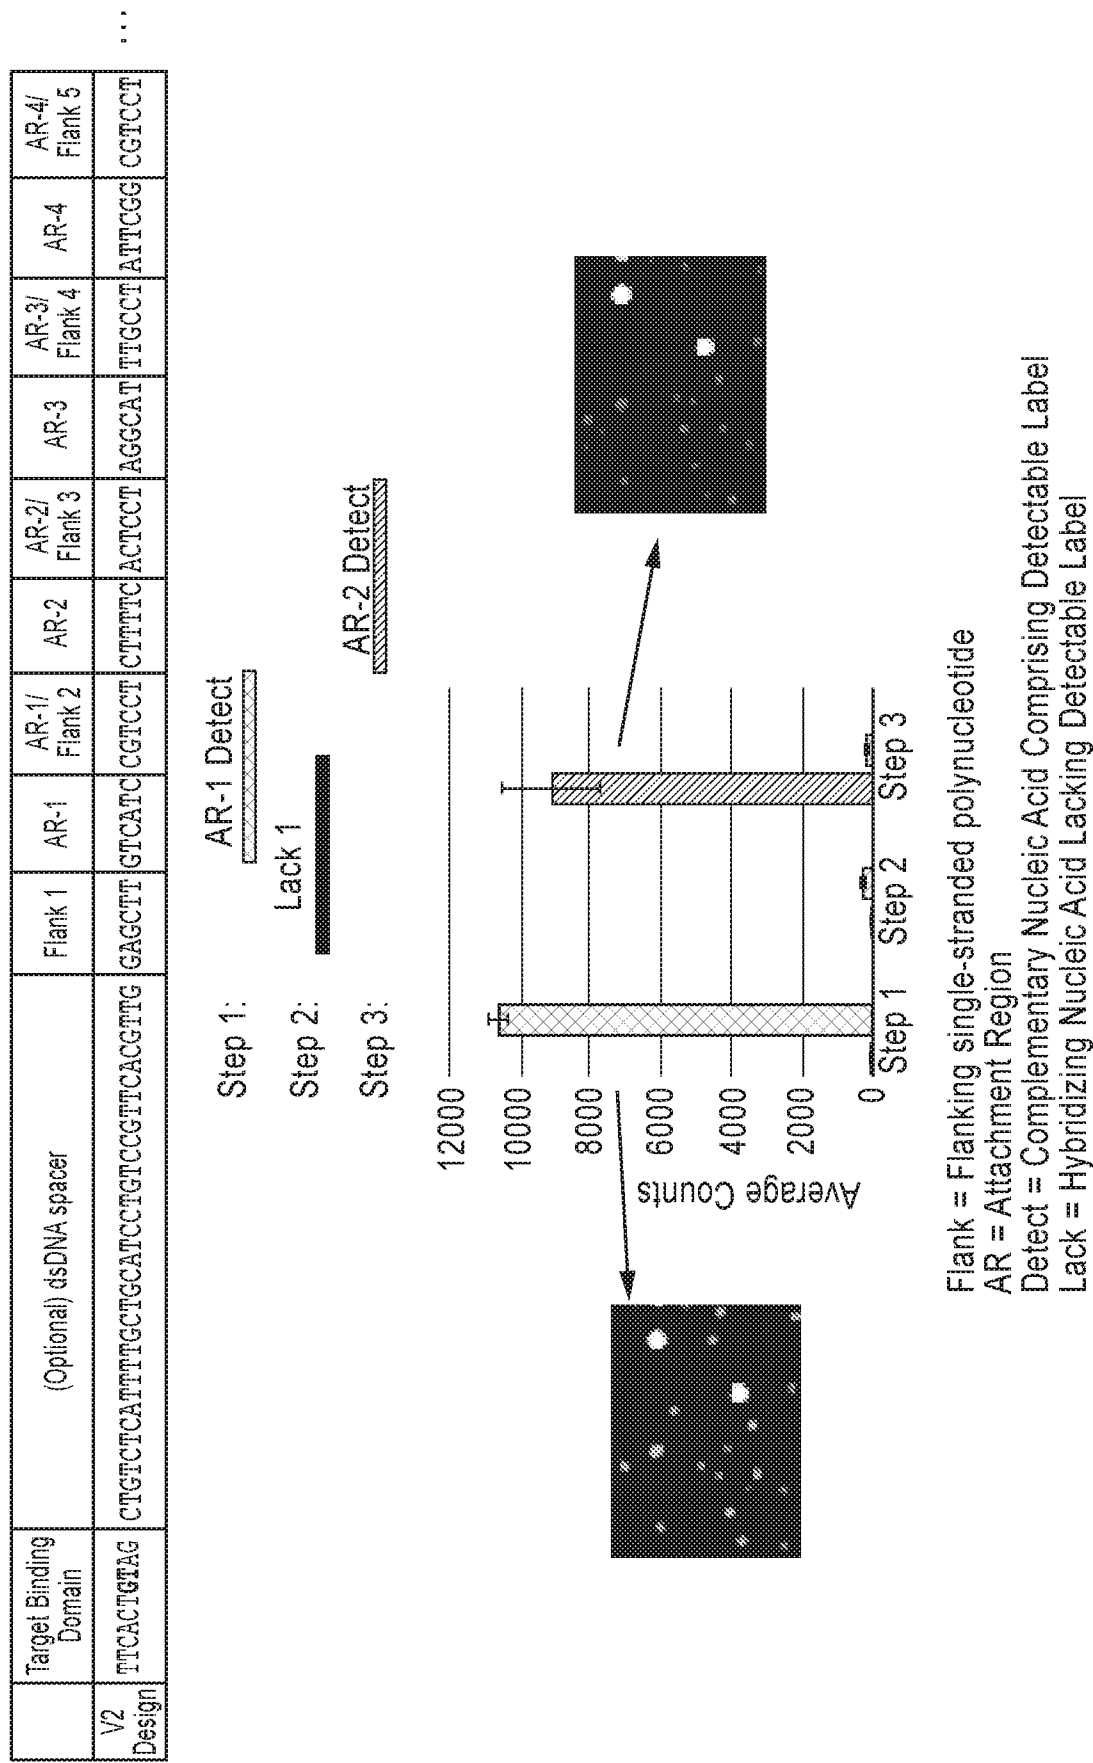 Target Binding
Domain
(Optional) dsDNA spacer
Flank 1
AR-1
AR-1/
Flank 2
AR-2
AR-2/
Flank 3
AR-3
AR-3/
Flank 4
AR-4
AR-4/
Flank 5
V2
Design
TTCACTGTAG
CTGTCTCATTTGCTGCATCCTGTCCGTTCACGTTG
GAGCTT
GTCATC
CGTCCT
CTTTTC
ACTCCT
AGGCAT
TTGCCT
ATTCGG
CGTCCT
...
Step 1:
AR-1 Detect
Step 2:
Lack 1
Step 3:
AR-2 Detect
12000
10000
8000
6000
4000
2000
0
Average Counts
Step 1
Step 2
Step 3
Flank = Flanking single-stranded polynucleotide
AR = Attachment Region
Detect = Complementary Nucleic Acid Comprising Detectable Label
Lack = Hybridizing Nucleic Acid Lacking Detectable Label